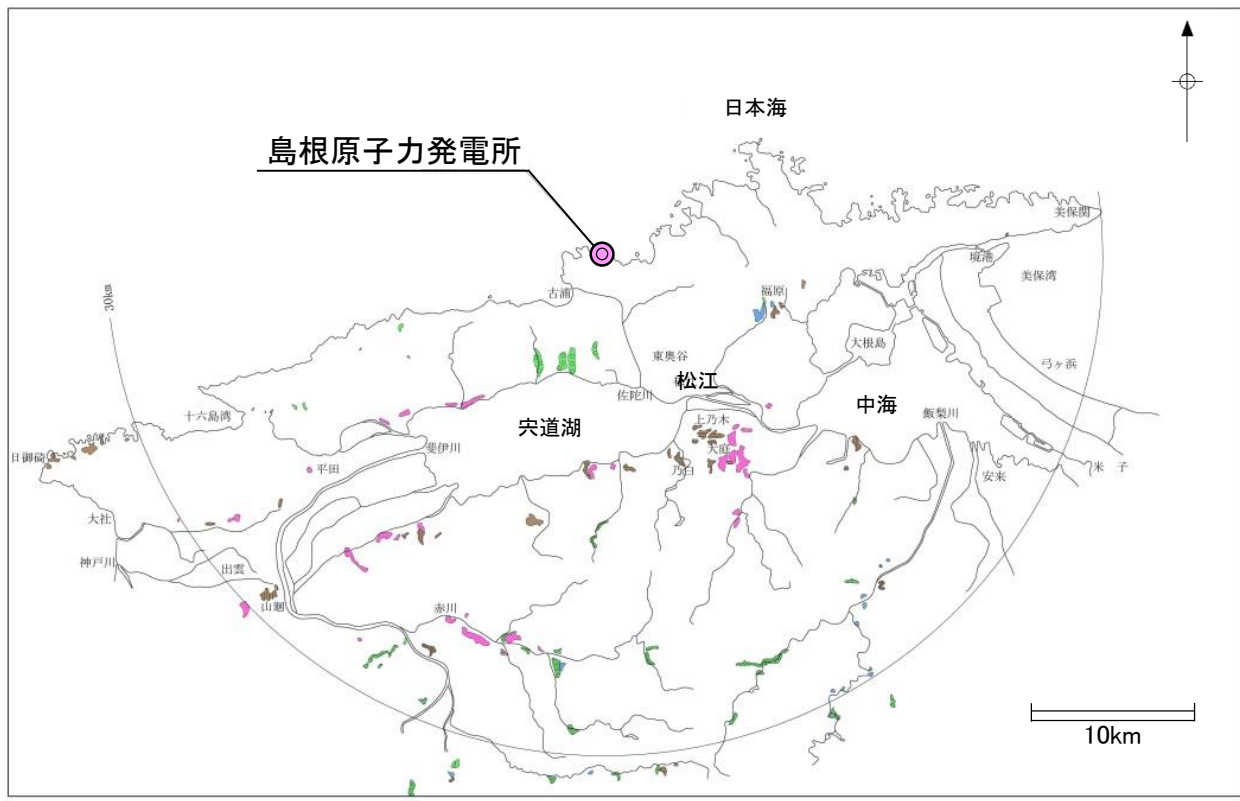 日本海
島根原子力発電所
美保関
境港
美保湾
30km
古浦
福原
大根島
東奥谷
弓ヶ浜
松江
佐陀川
中海
十六島湾
宍道湖
上乃木
飯梨川
日御碕
斐伊川
大庭
平田
乃白
安来
米子
大社
神戸川
出雲
山廻
赤川
10km